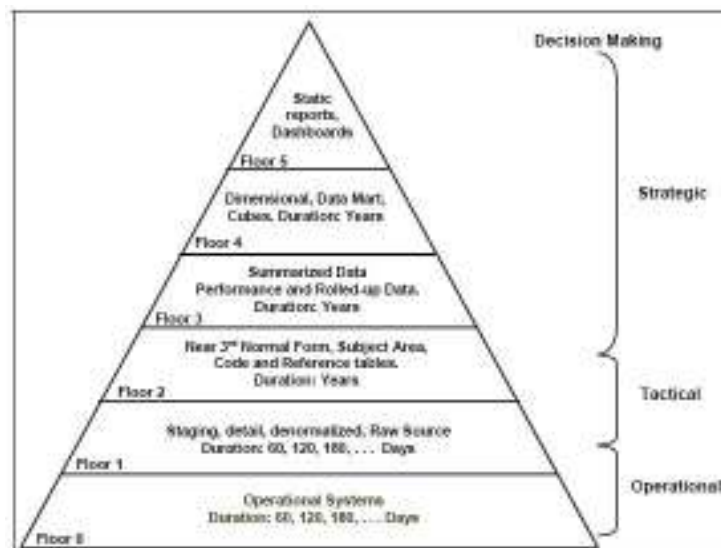 Decision Making
Static
reports,
Dashboards
Floor 5
Dimensional, Data Mart,
Cubes. Duration: Years
Floor 4
Strategic
Summarized Data
Performance and Rolled-up Data.
Duration: Years
Floor 3
Near 3rd Normal Form, Subject Area,
Code and Reference tables.
Duration: Years
Floor 2
Tactical
Staging, detail, denormalized, Raw Source
Duration: 60, 120, 180, . . . Days
Floor 1
Operational
Operational Systems
Duration: 60, 120, 180, . . . Days
Floor 0